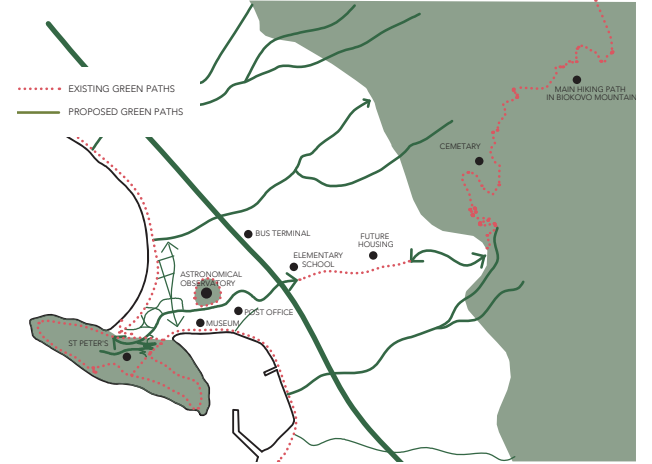 EXISTING GREEN PATHS
PROPOSED GREEN PATHS
MAIN HIKING PATH
IN BIOKOVO MOUNTAIN
CEMETARY
BUS TERMINAL
FUTURE
HOUSING
ELEMENTARY
SCHOOL
ASTRONOMICAL
OBSERVATORY
POST OFFICE
MUSEUM
ST PETER'S